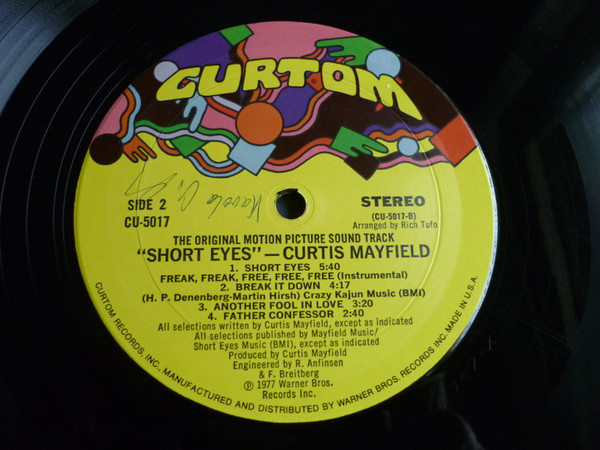 CURTOM
SIDE 2
CU-5017
STEREO
(CU-5017-B)
Arranged by Rich Tufo
THE ORIGINAL MOTION PICTURE SOUND TRACK
"SHORT EYES"—CURTIS MAYFIELD
1. SHORT EYES 5:40
FREAK, FREAK, FREE, FREE, FREE (Instrumental)
2. BREAK IT DOWN 4:17
(H. P. Denenberg-Martin Hirsh) Crazy Kajun Music (BMI)
3. ANOTHER FOOL IN LOVE 3:20
4. FATHER CONFESSOR 2:40
All selections written by Curtis Mayfield, except as indicated
All selections published by Mayfield Music/
Short Eyes Music (BMI), except as indicated
Produced by Curtis Mayfield
Engineered by R. Anfinsen
& F. Breitberg
℗ 1977 Warner Bros.
Records Inc.
CURTOM RECORDS, INC. MANUFACTURED AND DISTRIBUTED BY WARNER BROS. RECORDS INC. MADE IN U.S.A.